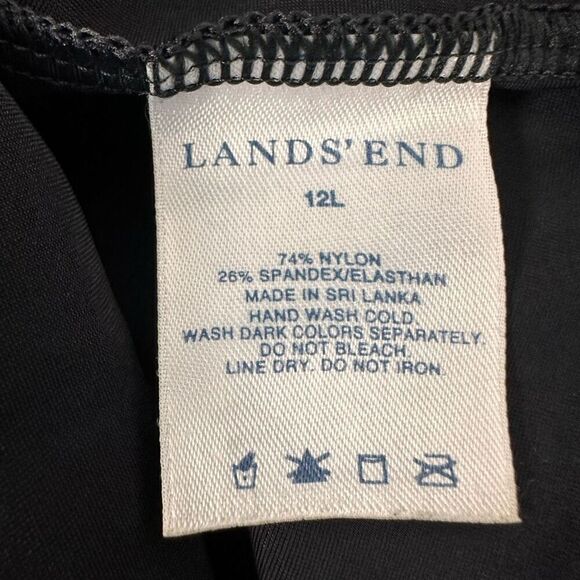 LANDS' END
12L
74% NYLON
26% SPANDEX/ELASTHAN
MADE IN SRI LANKA
HAND WASH COLD.
WASH DARK COLORS SEPARATELY.
DO NOT BLEACH.
LINE DRY. DO NOT IRON.